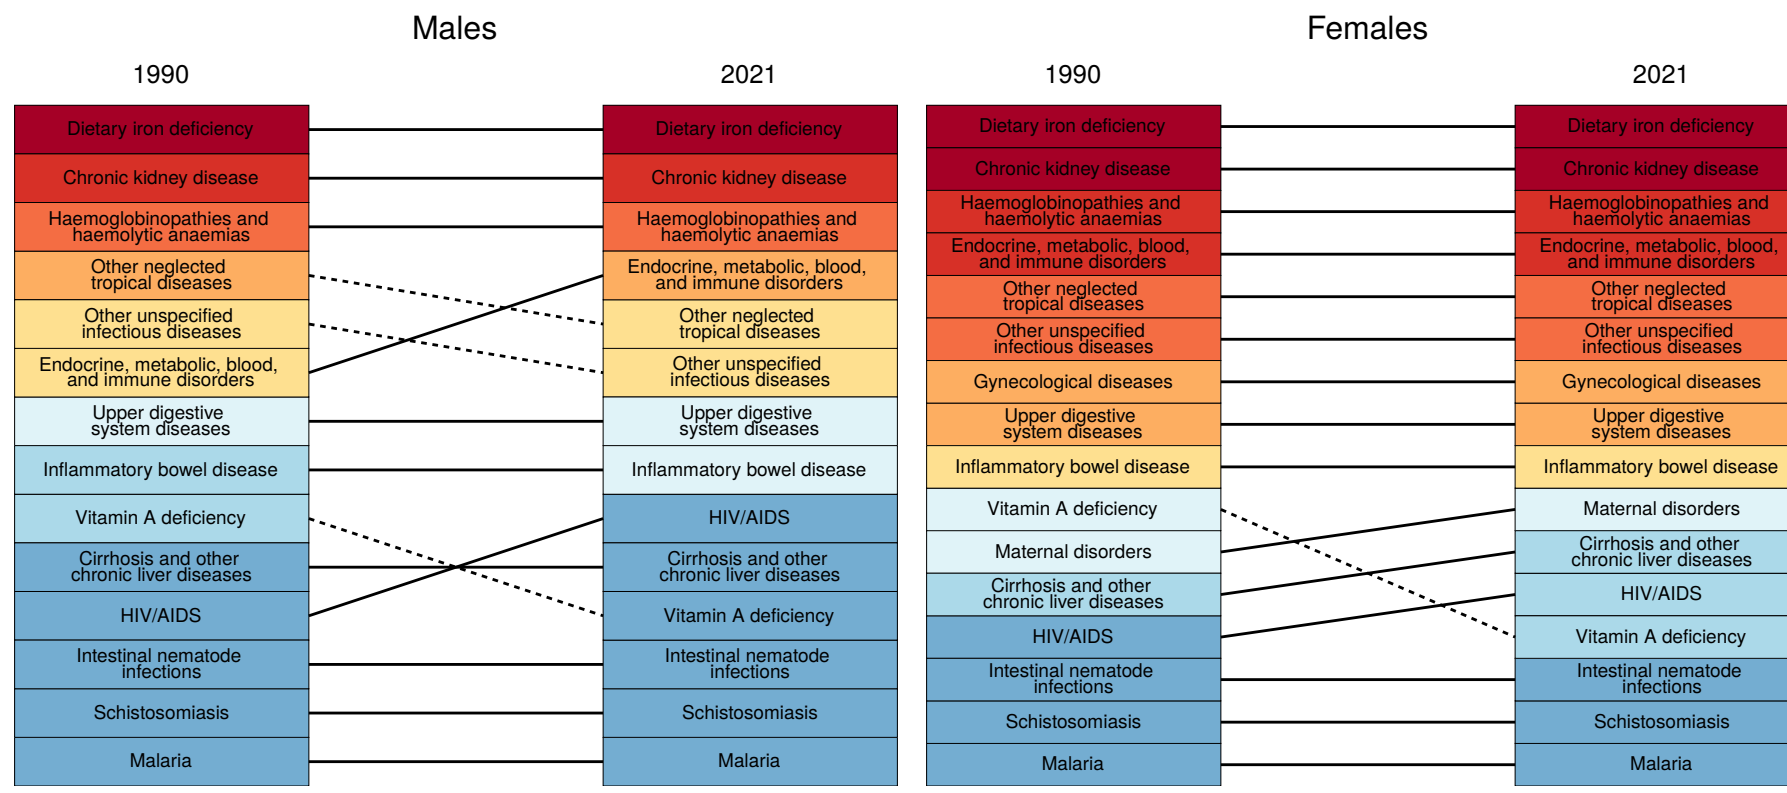 Males
1990
2021
Dietary iron deficiency
Chronic kidney disease
Haemoglobinopathies and
haemolytic anaemias
Other neglected
tropical diseases
Other unspecified
infectious diseases
Endocrine, metabolic, blood,
and immune disorders
Upper digestive
system diseases
Inflammatory bowel disease
Vitamin A deficiency
Cirrhosis and other
chronic liver diseases
HIV/AIDS
Intestinal nematode
infections
Schistosomiasis
Malaria
Dietary iron deficiency
Chronic kidney disease
Haemoglobinopathies and
haemolytic anaemias
Endocrine, metabolic, blood,
and immune disorders
Other neglected
tropical diseases
Other unspecified
infectious diseases
Upper digestive
system diseases
Inflammatory bowel disease
HIV/AIDS
Cirrhosis and other
chronic liver diseases
Vitamin A deficiency
Intestinal nematode
infections
Schistosomiasis
Malaria
Females
1990
2021
Dietary iron deficiency
Chronic kidney disease
Haemoglobinopathies and
haemolytic anaemias
Endocrine, metabolic, blood,
and immune disorders
Other neglected
tropical diseases
Other unspecified
infectious diseases
Gynecological diseases
Upper digestive
system diseases
Inflammatory bowel disease
Vitamin A deficiency
Maternal disorders
Cirrhosis and other
chronic liver diseases
HIV/AIDS
Intestinal nematode
infections
Schistosomiasis
Malaria
Dietary iron deficiency
Chronic kidney disease
Haemoglobinopathies and
haemolytic anaemias
Endocrine, metabolic, blood,
and immune disorders
Other neglected
tropical diseases
Other unspecified
infectious diseases
Gynecological diseases
Upper digestive
system diseases
Inflammatory bowel disease
Maternal disorders
Cirrhosis and other
chronic liver diseases
HIV/AIDS
Vitamin A deficiency
Intestinal nematode
infections
Schistosomiasis
Malaria